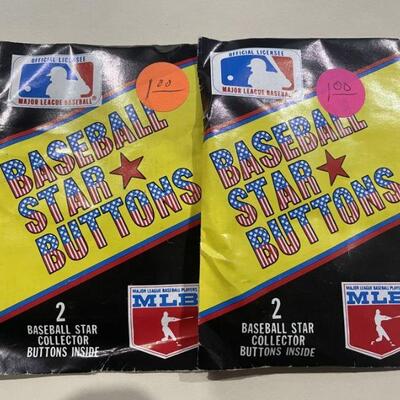 OFFICIAL LICENSEE
MAJOR LEAGUE BASEBALL
1.00
BASEBALL
STAR
BUTTONS
2
BASEBALL STAR
COLLECTOR
BUTTONS INSIDE
MAJOR LEAGUE BASEBALL PLAYERS
MLB
OFFICIAL LICENSEE
MAJOR LEAGUE BASEBALL
1.00
BASEBALL
STAR
BUTTONS
2
BASEBALL STAR
COLLECTOR
BUTTONS INSIDE
MAJOR LEAGUE BASEBALL PLAYERS
MLB